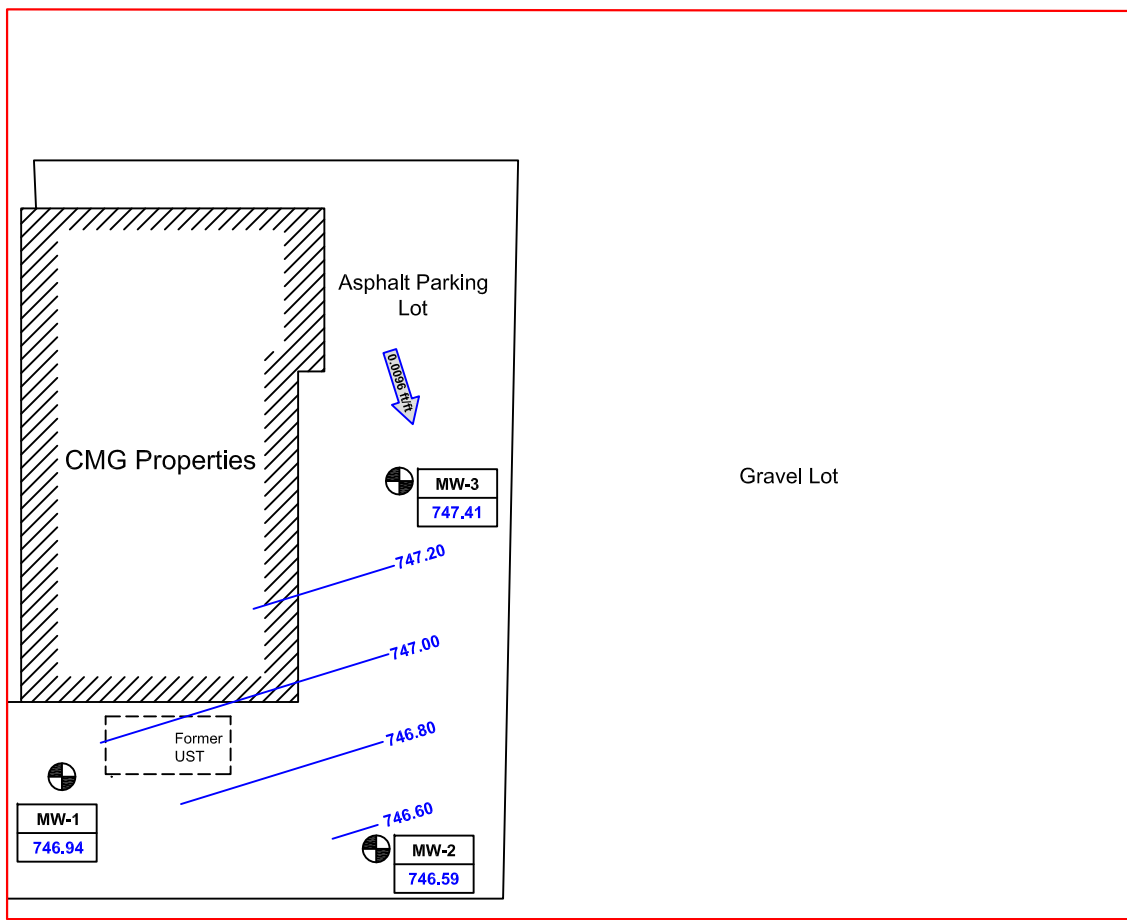 Asphalt Parking
Lot
0.0096 ft/ft
CMG Properties
MW-3
747.41
Gravel Lot
747.20
747.00
746.80
746.60
Former
UST
MW-1
746.94
MW-2
746.59